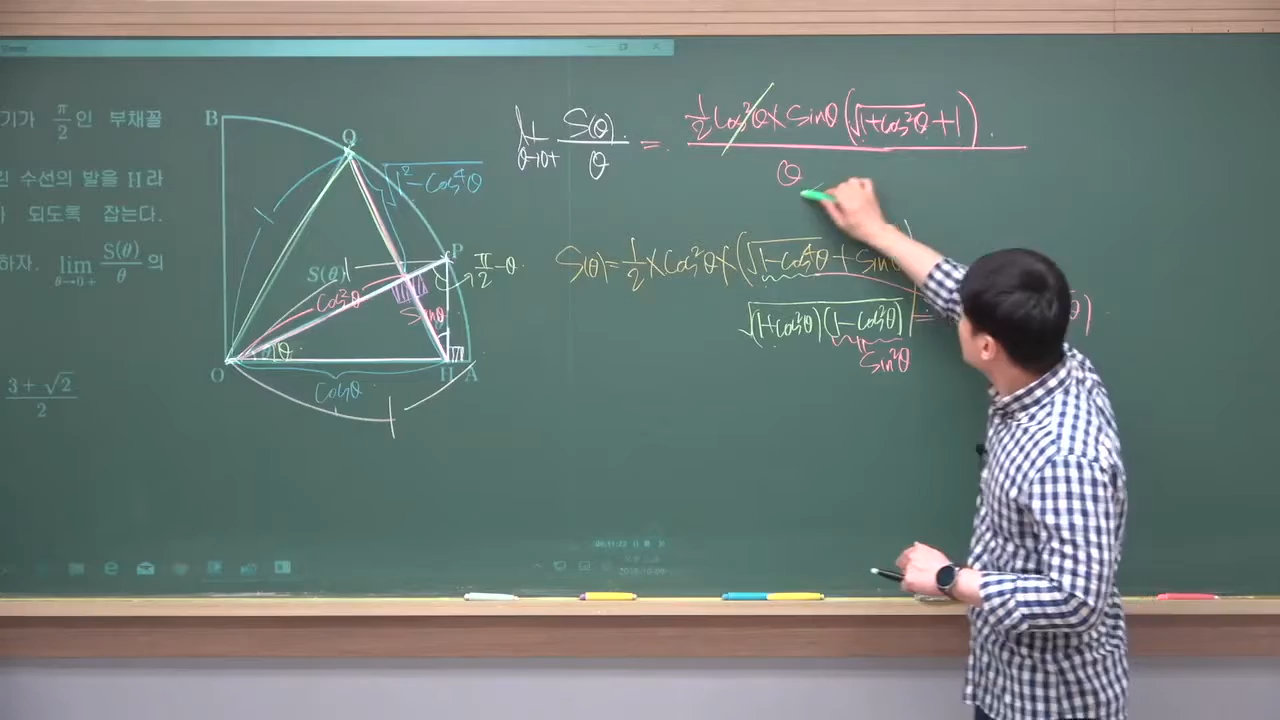 기가 π/2 인 부채꼴
린 수선의 발을 H라
되도록 잡는다.
하자. lim θ→0+ S(θ)/θ 의
(3+√2)/2
B
Q
√(1²-cos⁴θ)
P
π/2-θ
S(θ)
cos²θ
sinθ
θ
O
H
A
cosθ
lim θ→0+ S(θ)/θ = ½cos²θ×sinθ(√(1+cos²θ)+1) / θ
S(θ)=½×cos²θ×(√(1-cos⁴θ)+sinθ)
√((1+cos²θ)(1-cos²θ)) =
θ)
sin²θ